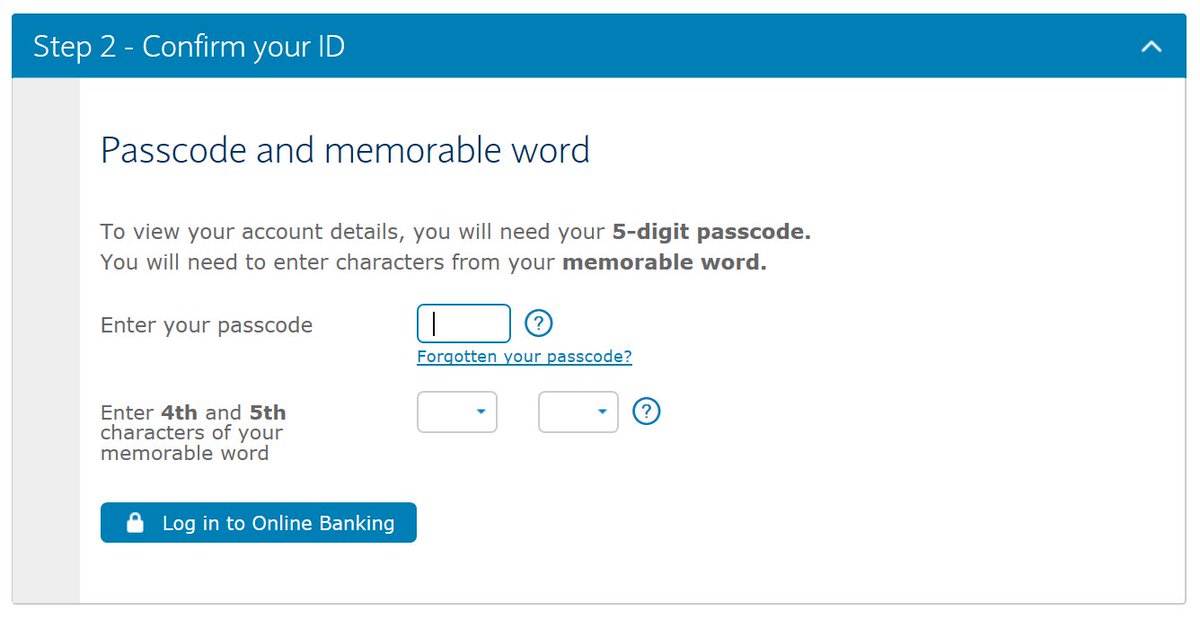 Step 2 - Confirm your ID
Passcode and memorable word
To view your account details, you will need your 5-digit passcode.
You will need to enter characters from your memorable word.
Enter your passcode
?
Forgotten your passcode?
Enter 4th and 5th
characters of your
memorable word
?
Log in to Online Banking